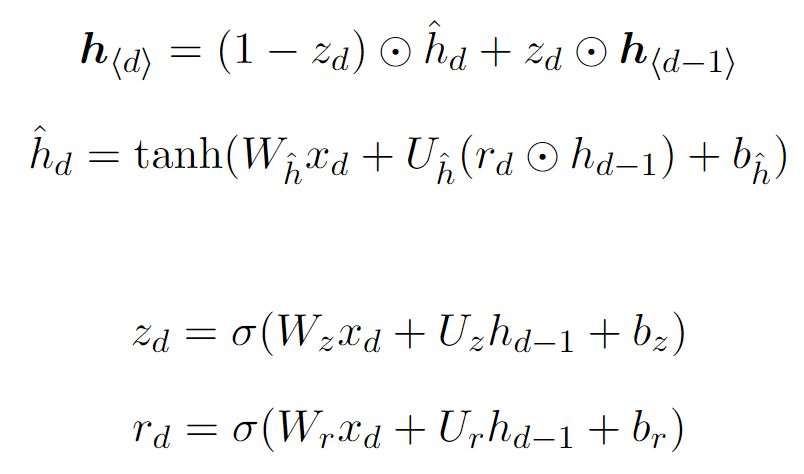 𝒉⟨d⟩ = (1 − z_d) ⊙ ĥ_d + z_d ⊙ 𝒉⟨d−1⟩
ĥ_d = tanh(W_ĥ x_d + U_ĥ(r_d ⊙ h_{d−1}) + b_ĥ)
z_d = σ(W_z x_d + U_z h_{d−1} + b_z)
r_d = σ(W_r x_d + U_r h_{d−1} + b_r)